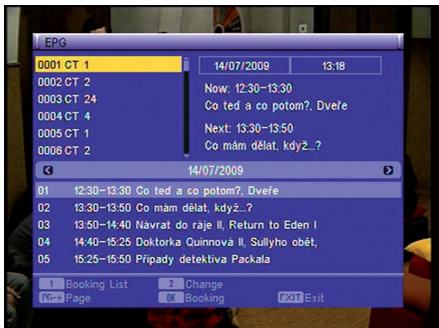 EPG
0001 CT 1
0002 CT 2
0003 CT 24
0004 CT 4
0005 CT 1
0006 CT 2
14/07/2009 13:18
Now: 12:30-13:30
Co teď a co potom?, Dveře
Next: 13:30-13:50
Co mám dělat, když...?
14/07/2009
01 12:30-13:30 Co teď a co potom?, Dveře
02 13:30-13:50 Co mám dělat, když...?
03 13:50-14:40 Návrat do ráje II, Return to Eden I
04 14:40-15:25 Doktorka Quinnová II, Sullyho oběť,
05 15:25-15:50 Případy detektiva Packala
1 Booking List 2 Change
PG-+ Page OK Booking EXIT Exit